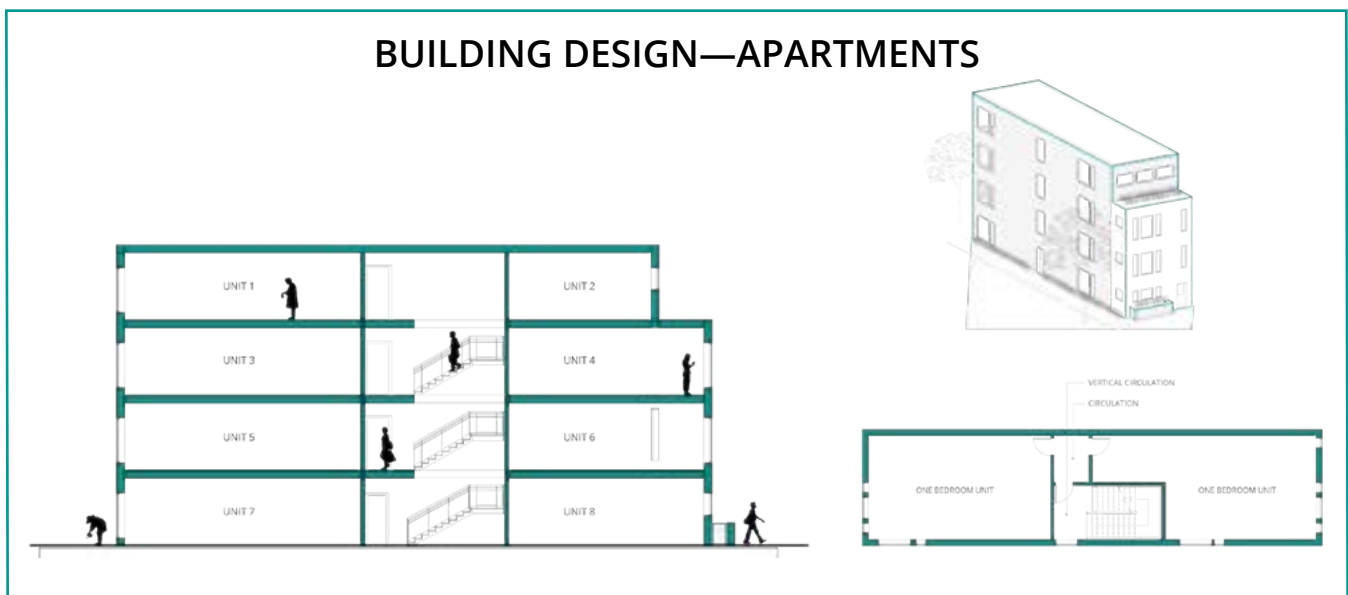 BUILDING DESIGN—APARTMENTS
UNIT 1
UNIT 2
UNIT 3
UNIT 4
UNIT 5
UNIT 6
UNIT 7
UNIT 8
VERTICAL CIRCULATION
CIRCULATION
ONE BEDROOM UNIT
ONE BEDROOM UNIT